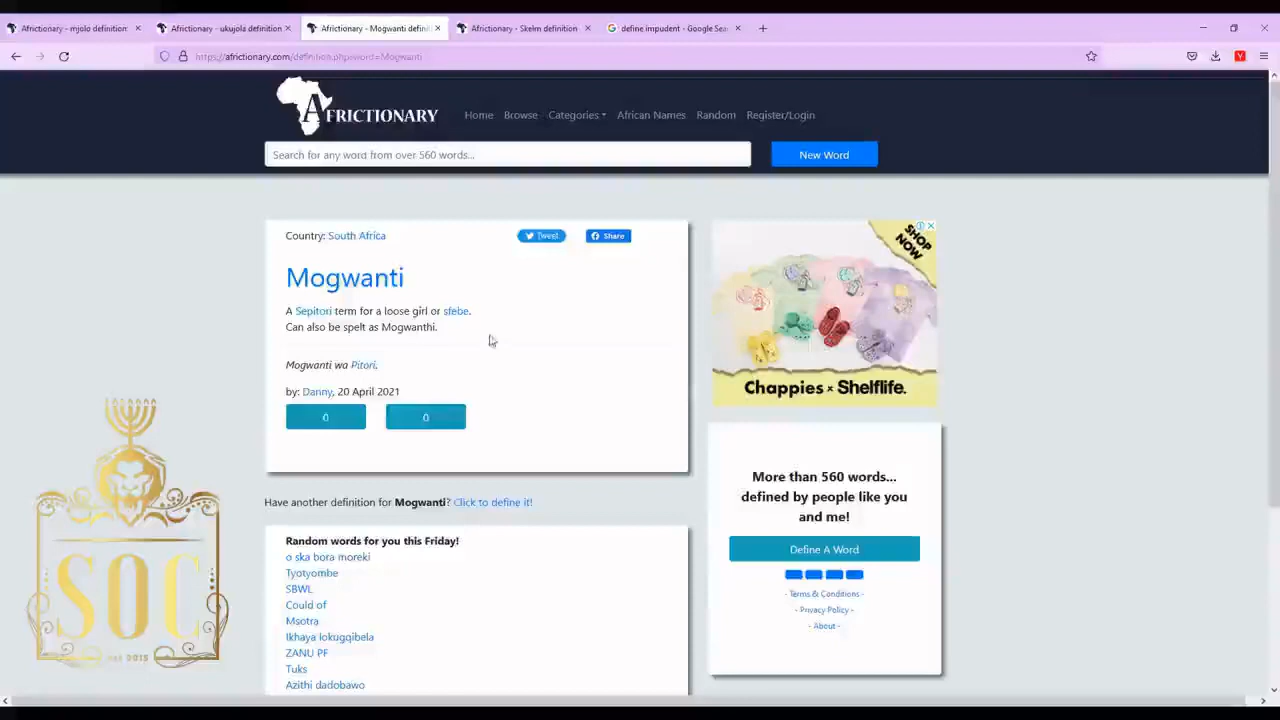 Africtionary - mjolo definition
Africtionary - ukujola definition
Africtionary - Mogwanti defini
Africtionary - Skelm definition
define impudent - Google Sea
https://africtionary.com/definition.php?word=Mogwanti
AFRICTIONARY
Home Browse Categories African Names Random Register/Login
Search for any word from over 560 words...
New Word
Country: South Africa
Tweet
Share
Mogwanti
A Sepitori term for a loose girl or sfebe.
Can also be spelt as Mogwanthi.
Mogwanti wa Pitori.
by: Danny, 20 April 2021
0 0
Have another definition for Mogwanti? Click to define it!
Random words for you this Friday!
o ska bora moreki
Tyotyombe
SBWL
Could of
Msotra
Ikhaya lokugqibela
ZANU PF
Tuks
Azithi dadobawo
SHOP
NOW
Chappies × Shelflife.
More than 560 words...
defined by people like you
and me!
Define A Word
- Terms & Conditions -
- Privacy Policy -
- About -
SOC
EST 2015